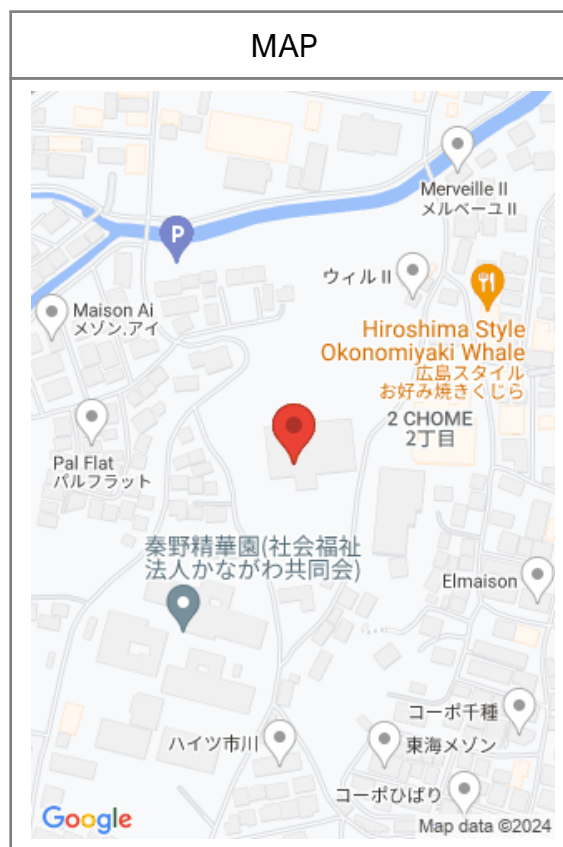 MAP
Merveille II
メルベーユ II
P
ウィル II
Maison Ai
メゾン.アイ
Hiroshima Style
Okonomiyaki Whale
広島スタイル
お好み焼きくじら
2 CHOME
2丁目
Pal Flat
パルフラット
秦野精華園(社会福祉
法人かながわ共同会)
Elmaison
コーポ千種
ハイツ市川
東海メゾン
コーポひばり
Google
Map data ©2024